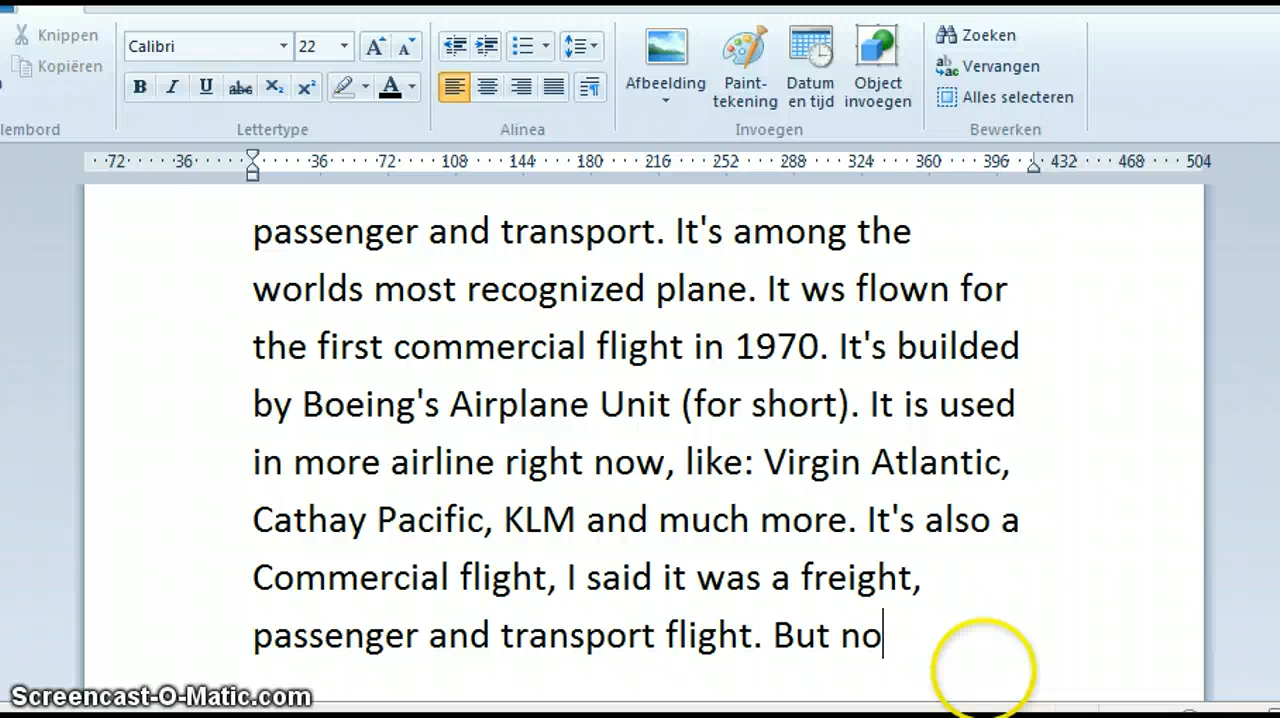 Knippen
Calibri
22
Zoeken
Kopiëren
Vervangen
B I U abc X₂ X² A
Afbeelding
Paint-
tekening
Datum
en tijd
Object
invoegen
Alles selecteren
lembord
Lettertype
Alinea
Invoegen
Bewerken
72 36 36 72 108 144 180 216 252 288 324 360 396 432 468 504
passenger and transport. It's among the
worlds most recognized plane. It ws flown for
the first commercial flight in 1970. It's builded
by Boeing's Airplane Unit (for short). It is used
in more airline right now, like: Virgin Atlantic,
Cathay Pacific, KLM and much more. It's also a
Commercial flight, I said it was a freight,
passenger and transport flight. But no
Screencast-O-Matic.com